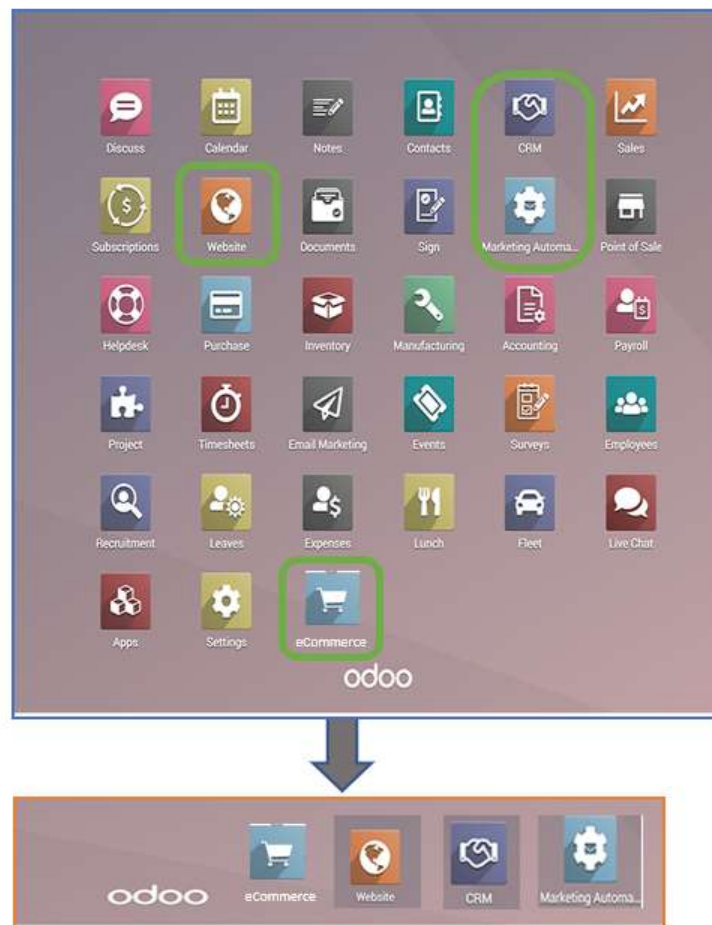 Discuss Calendar Notes Contacts CRM Sales
Subscriptions Website Documents Sign Marketing Automa... Point of Sale
Helpdesk Purchase Inventory Manufacturing Accounting Payroll
Project Timesheets Email Marketing Events Surveys Employees
Recruitment Leaves Expenses Lunch Fleet Live Chat
Apps Settings eCommerce
odoo
odoo eCommerce Website CRM Marketing Automa...